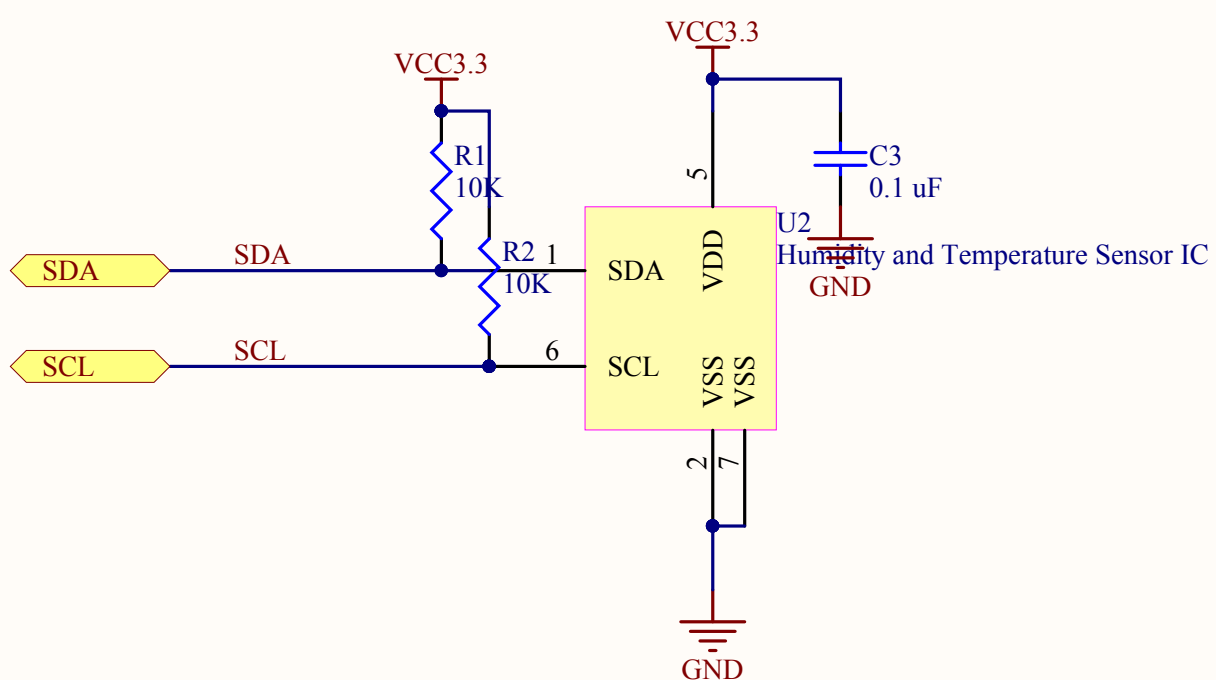 VCC3.3
VCC3.3
R1
10K
C3
0.1 uF
5
U2
Humidity and Temperature Sensor IC
GND
SDA
SDA
R2
10K
1
SDA
VDD
SCL
SCL
6
SCL
VSS
VSS
2
7
GND